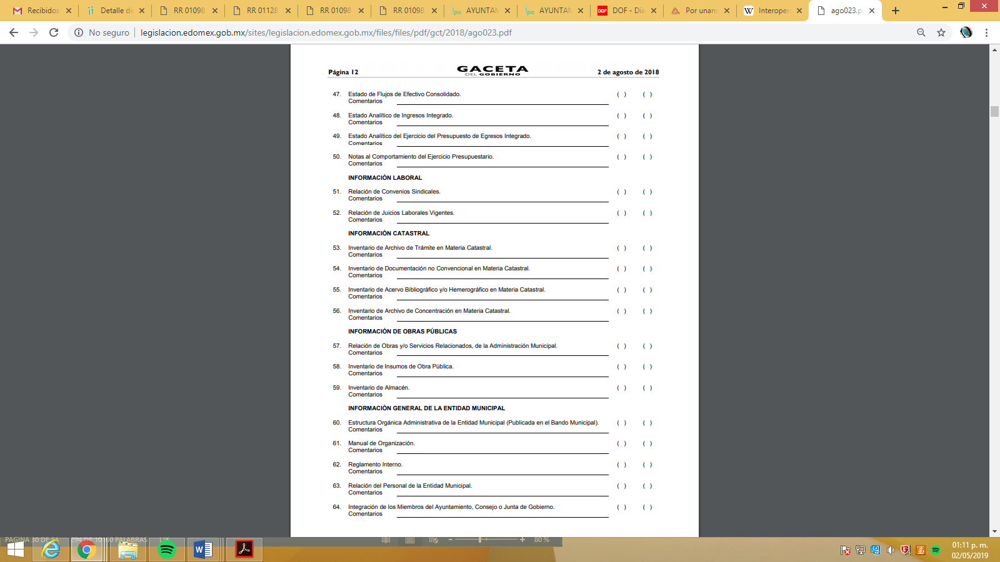 Recibidos
Detalle de
RR 01098
RR 01128
RR 01098
RR 01098
AYUNTAM
AYUNTAM
DOF - Dia
Por unani
Interoper
ago023.p
No seguro
legislacion.edomex.gob.mx/sites/legislacion.edomex.gob.mx/files/files/pdf/gct/2018/ago023.pdf
Página 12
GACETA
DEL GOBIERNO
2 de agosto de 2018
47. Estado de Flujos de Efectivo Consolidado. ( ) ( )
Comentarios
48. Estado Analítico de Ingresos Integrado. ( ) ( )
Comentarios
49. Estado Analítico del Ejercicio del Presupuesto de Egresos Integrado. ( ) ( )
Comentarios
50. Notas al Comportamiento del Ejercicio Presupuestario. ( ) ( )
Comentarios
INFORMACIÓN LABORAL
51. Relación de Convenios Sindicales. ( ) ( )
Comentarios
52. Relación de Juicios Laborales Vigentes. ( ) ( )
Comentarios
INFORMACIÓN CATASTRAL
53. Inventario de Archivo de Trámite en Materia Catastral. ( ) ( )
Comentarios
54. Inventario de Documentación no Convencional en Materia Catastral. ( ) ( )
Comentarios
55. Inventario de Acervo Bibliográfico y/o Hemerográfico en Materia Catastral. ( ) ( )
Comentarios
56. Inventario de Archivo de Concentración en Materia Catastral. ( ) ( )
Comentarios
INFORMACIÓN DE OBRAS PÚBLICAS
57. Relación de Obras y/o Servicios Relacionados, de la Administración Municipal. ( ) ( )
Comentarios
58. Inventario de Insumos de Obra Pública. ( ) ( )
Comentarios
59. Inventario de Almacén. ( ) ( )
Comentarios
INFORMACIÓN GENERAL DE LA ENTIDAD MUNICIPAL
60. Estructura Orgánica Administrativa de la Entidad Municipal (Publicada en el Bando Municipal). ( ) ( )
Comentarios
61. Manual de Organización. ( ) ( )
Comentarios
62. Reglamento Interno. ( ) ( )
Comentarios
63. Relación del Personal de la Entidad Municipal. ( ) ( )
Comentarios
64. Integración de los Miembros del Ayuntamiento, Consejo o Junta de Gobierno. ( ) ( )
Comentarios
PÁGINA 30 DE 51 PALABRAS
80 %
01:11 p. m.
02/05/2019